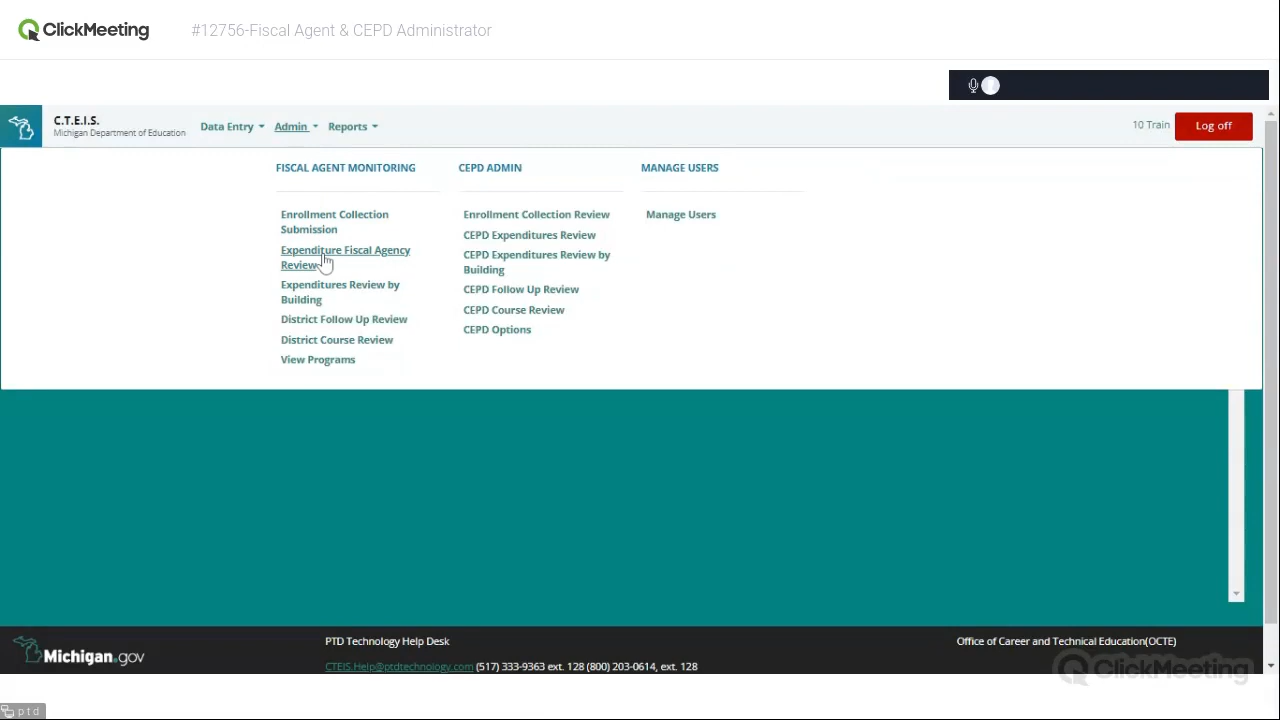 ClickMeeting
#12756-Fiscal Agent & CEPD Administrator
C.T.E.I.S.
Michigan Department of Education
Data Entry
Admin
Reports
10 Train
Log off
FISCAL AGENT MONITORING
Enrollment Collection
Submission
Expenditure Fiscal Agency
Review
Expenditures Review by
Building
District Follow Up Review
District Course Review
View Programs
CEPD ADMIN
Enrollment Collection Review
CEPD Expenditures Review
CEPD Expenditures Review by
Building
CEPD Follow Up Review
CEPD Course Review
CEPD Options
MANAGE USERS
Manage Users
Michigan.gov
PTD Technology Help Desk
CTEIS.Help@ptdtechnology.com (517) 333-9363 ext. 128 (800) 203-0614, ext. 128
Office of Career and Technical Education(OCTE)
ClickMeeting
ptd